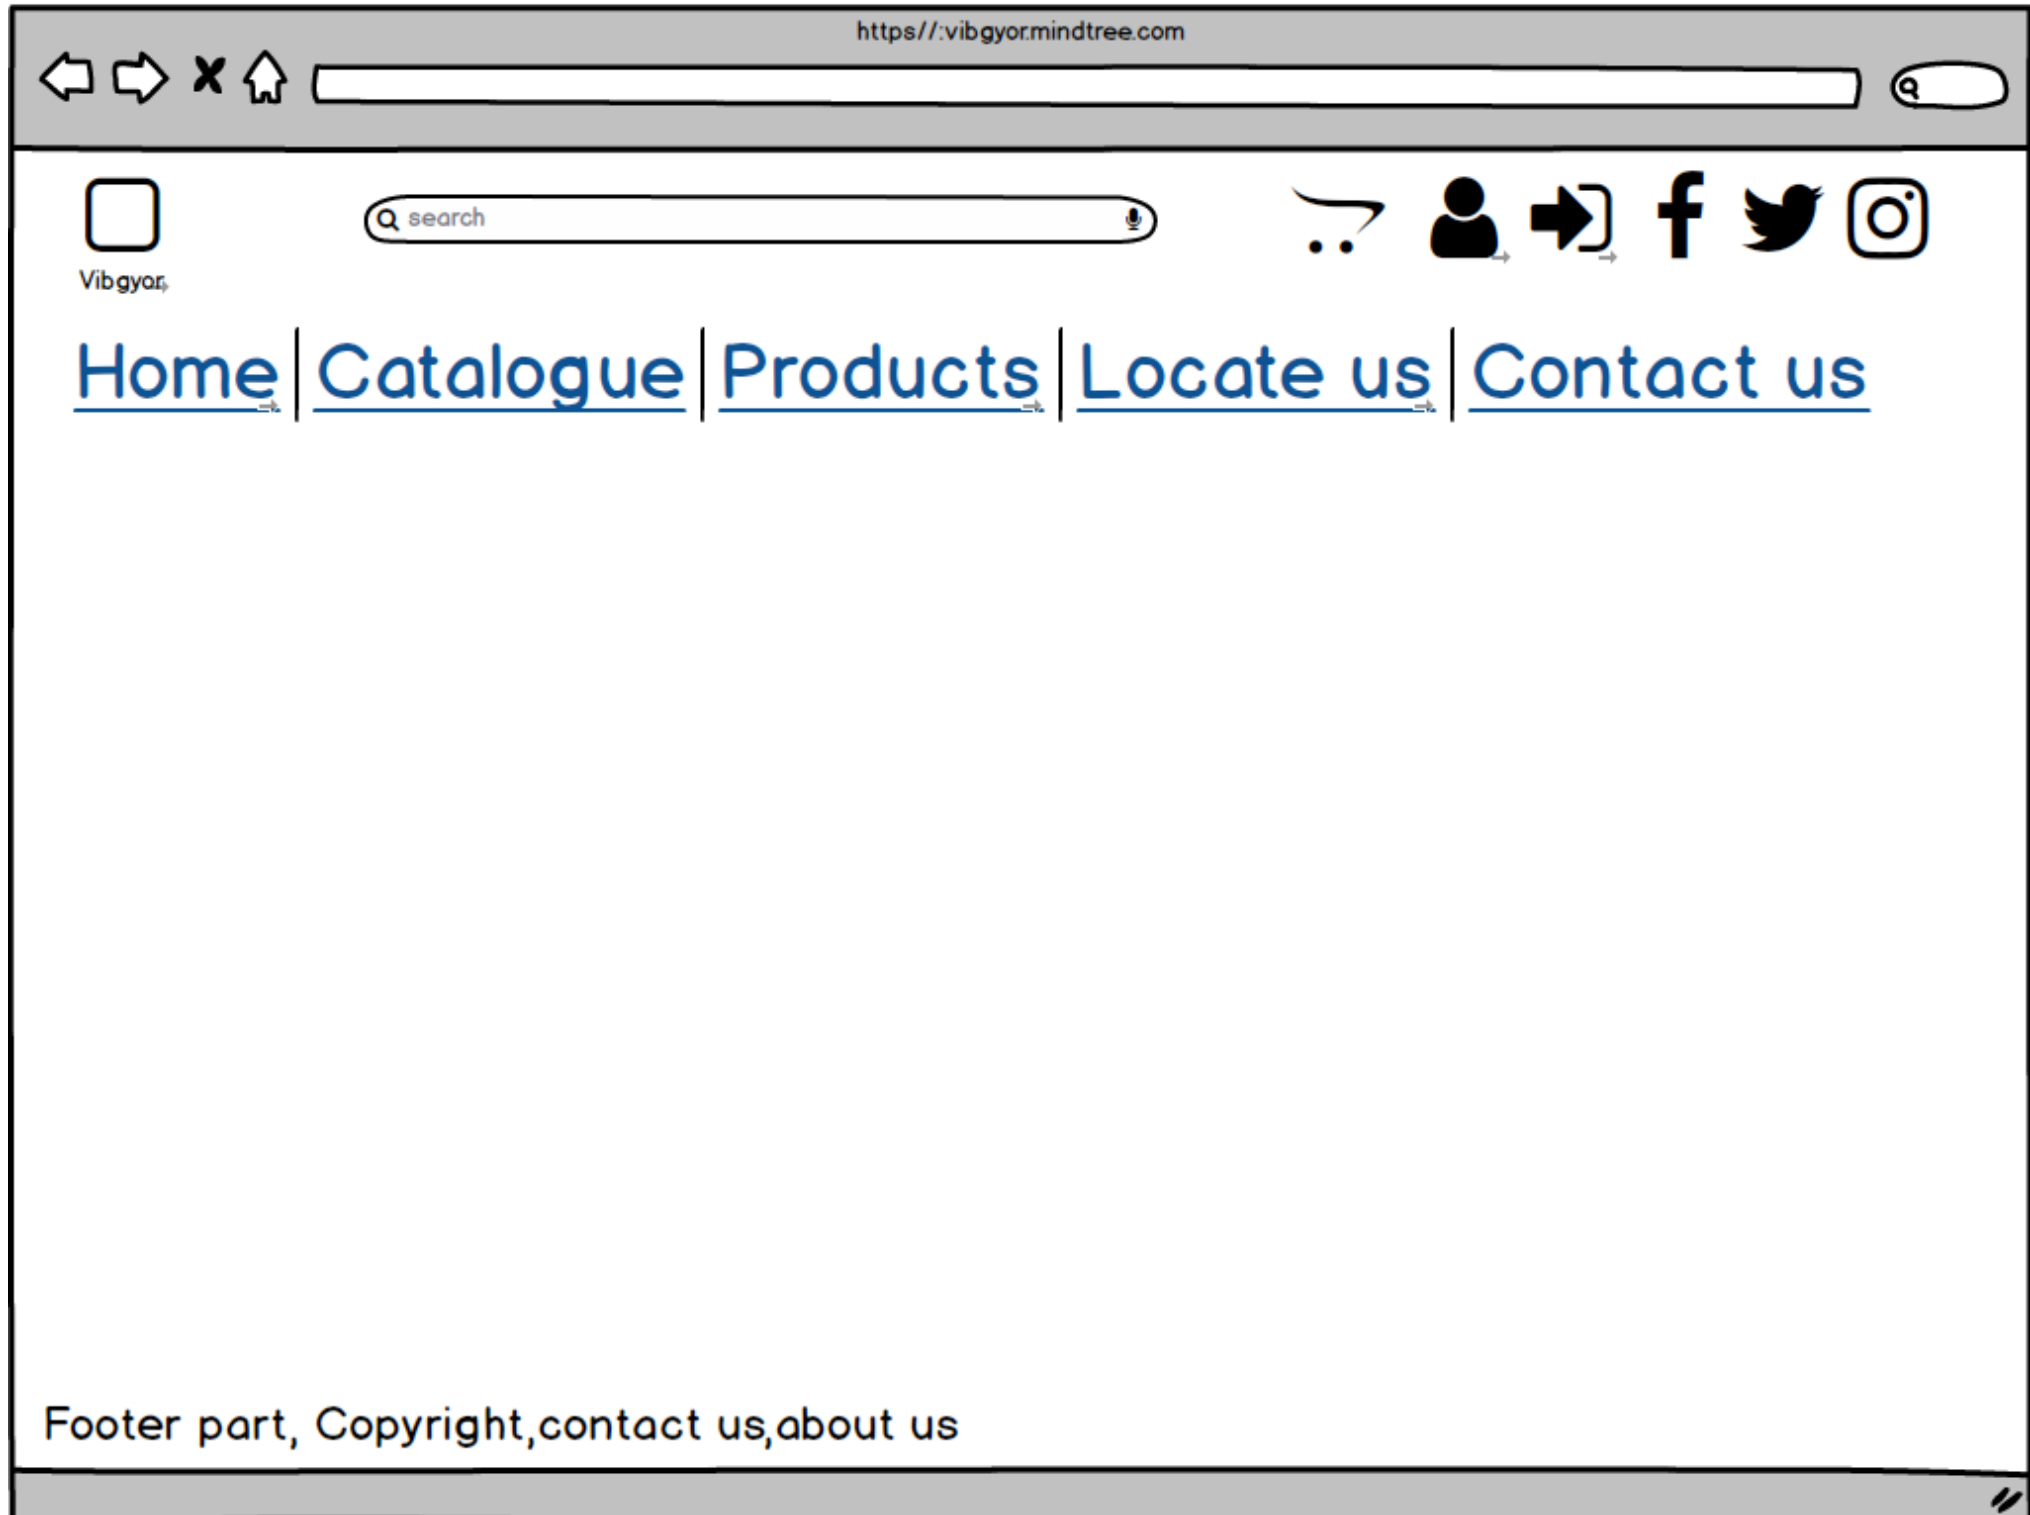 https//:vibgyor.mindtree.com
search
Vibgyor
Home Catalogue Products Locate us Contact us
Footer part, Copyright,contact us,about us